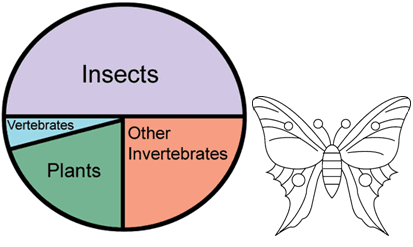 Insects
Vertebrates
Other
Invertebrates
Plants